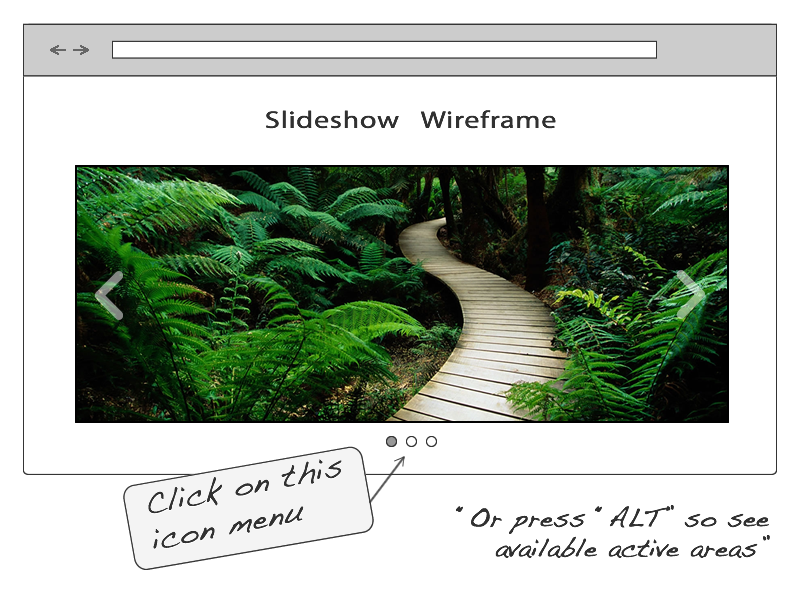 Slideshow Wireframe
Click on this
icon menu
" Or press " ALT" so see
available active areas"